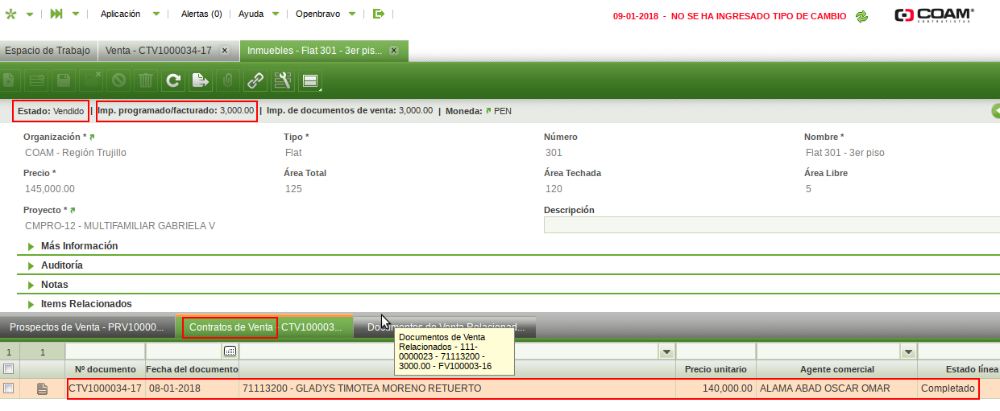 Aplicación Alertas (0) Ayuda Openbravo 09-01-2018 - NO SE HA INGRESADO TIPO DE CAMBIO COAM
CONTRATISTAS
Espacio de Trabajo Venta - CTV1000034-17 Inmuebles - Flat 301 - 3er pis...
Estado: Vendido | Imp. programado/facturado: 3,000.00 | Imp. de documentos de venta: 3,000.00 | Moneda: PEN
Organización * Tipo * Número Nombre *
COAM - Región Trujillo Flat 301 Flat 301 - 3er piso
Precio * Área Total Área Techada Área Libre
145,000.00 125 120 5
Proyecto * Descripción
CMPRO-12 - MULTIFAMILIAR GABRIELA V
Más Información
Auditoría
Notas
Items Relacionados
Prospectos de Venta - PRV10000... Contratos de Venta - CTV100003... Documentos de Venta Relacionad...
Documentos de Venta
Relacionados - 111-
0000023 - 71113200 -
3000.00 - FV100003-16
1 1
Nº documento Fecha del documento Precio unitario Agente comercial Estado línea
CTV1000034-17 08-01-2018 71113200 - GLADYS TIMOTEA MORENO RETUERTO 140,000.00 ALAMA ABAD OSCAR OMAR Completado